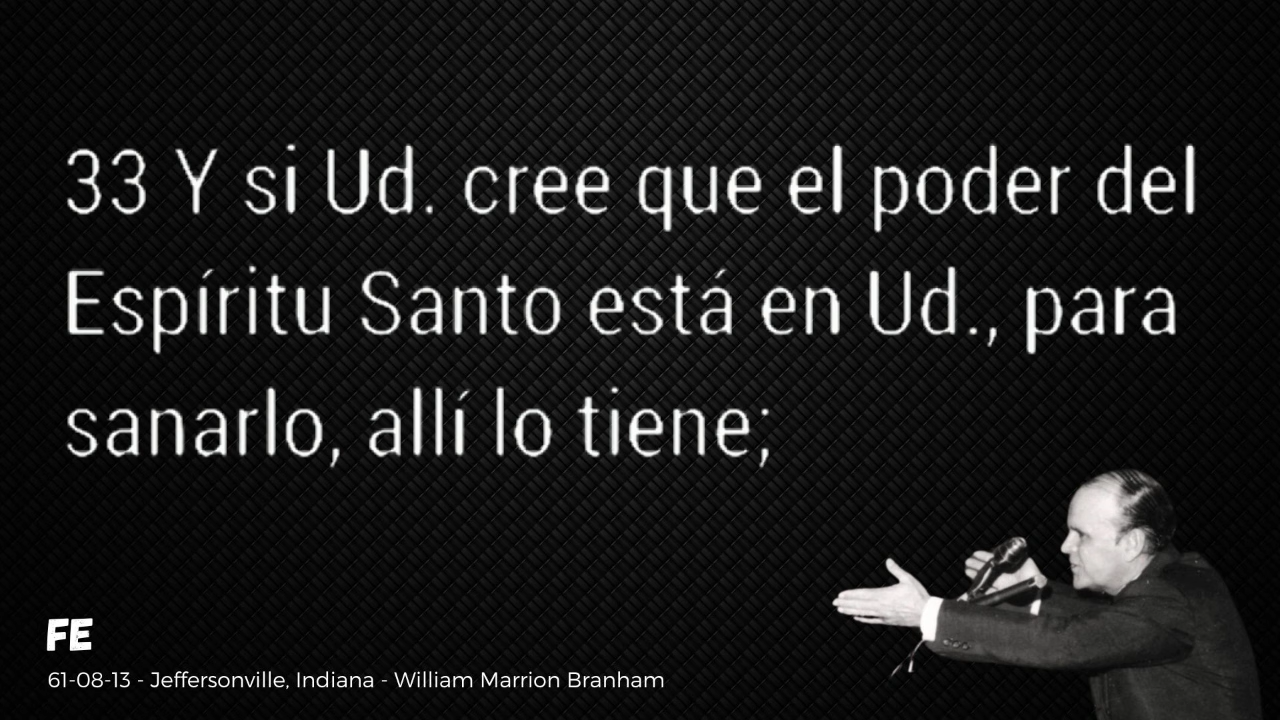 33 Y si Ud. cree que el poder del
Espíritu Santo está en Ud., para
sanarlo, allí lo tiene;
FE
61-08-13 - Jeffersonville, Indiana - William Marrion Branham